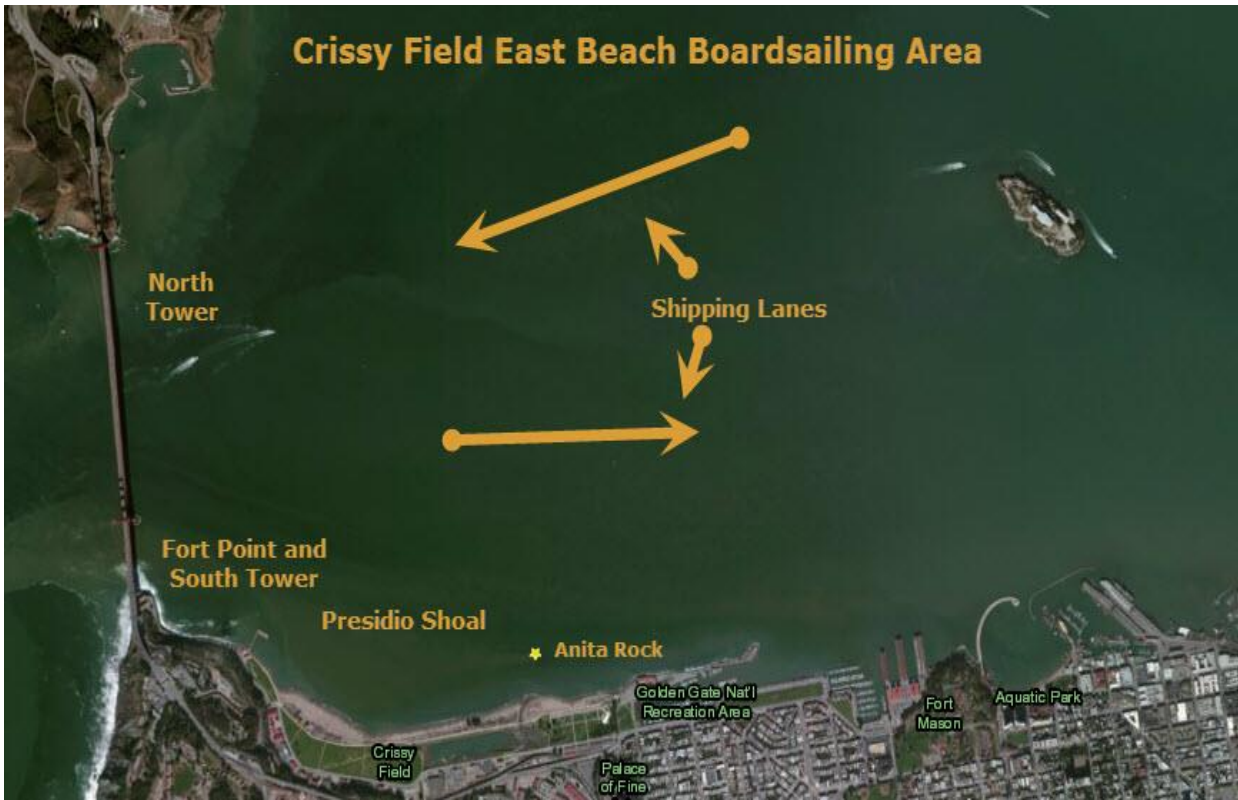 Crissy Field East Beach Boardsailing Area
North
Tower
Shipping Lanes
Fort Point and
South Tower
Presidio Shoal
Anita Rock
Golden Gate Nat'l
Recreation Area
Fort
Mason
Aquatic Park
Crissy
Field
Palace
of Fine